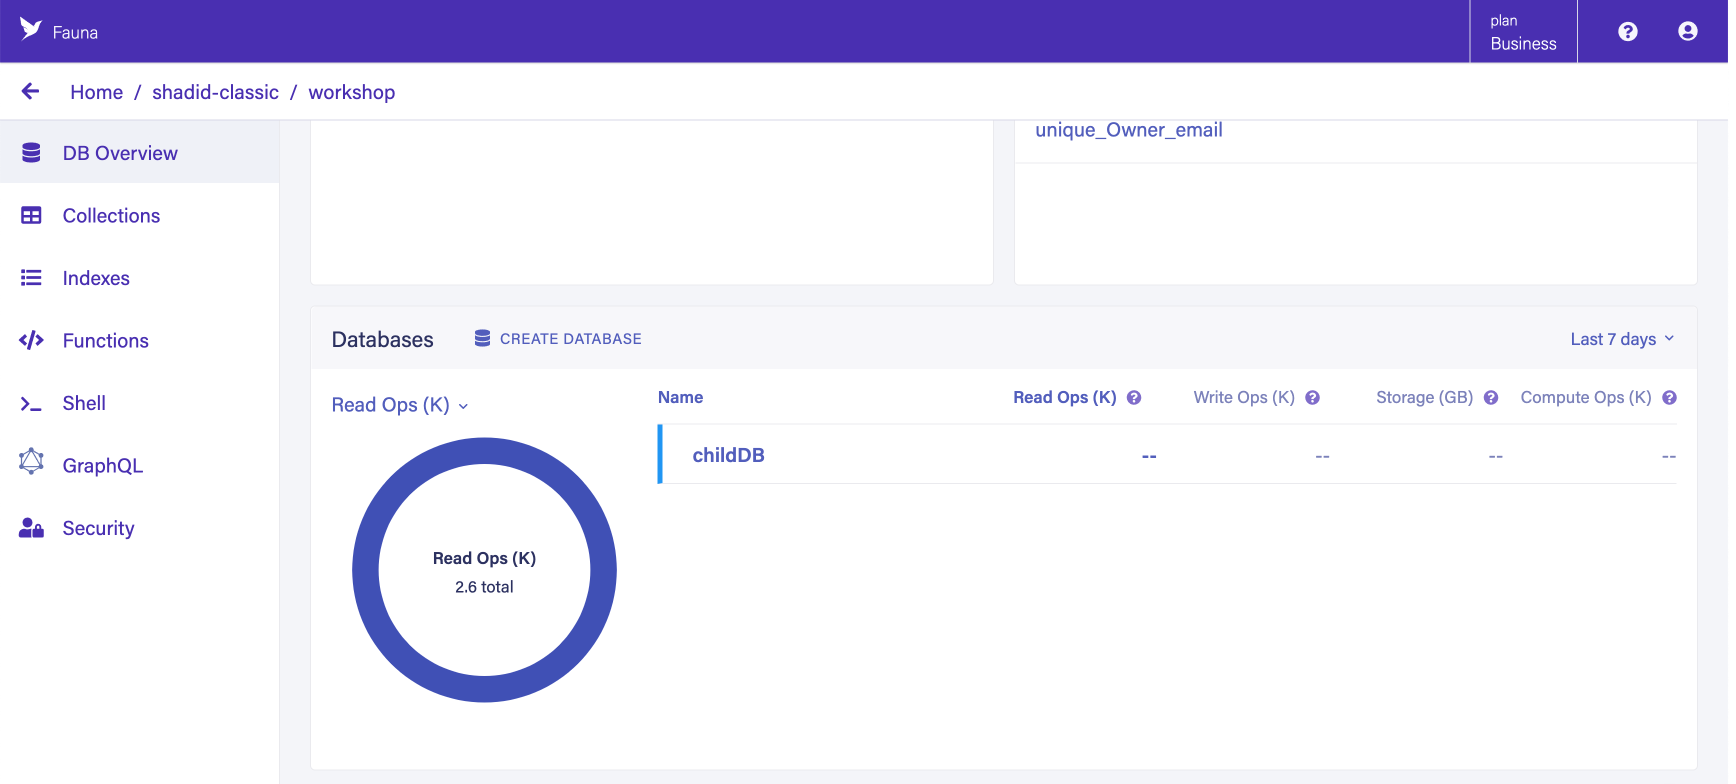 Fauna
plan
Business
Home / shadid-classic / workshop
DB Overview
Collections
Indexes
Functions
Shell
GraphQL
Security
unique_Owner_email
Databases
CREATE DATABASE
Last 7 days
Read Ops (K)
Read Ops (K)
2.6 total
Name Read Ops (K) Write Ops (K) Storage (GB) Compute Ops (K)
childDB -- -- -- --